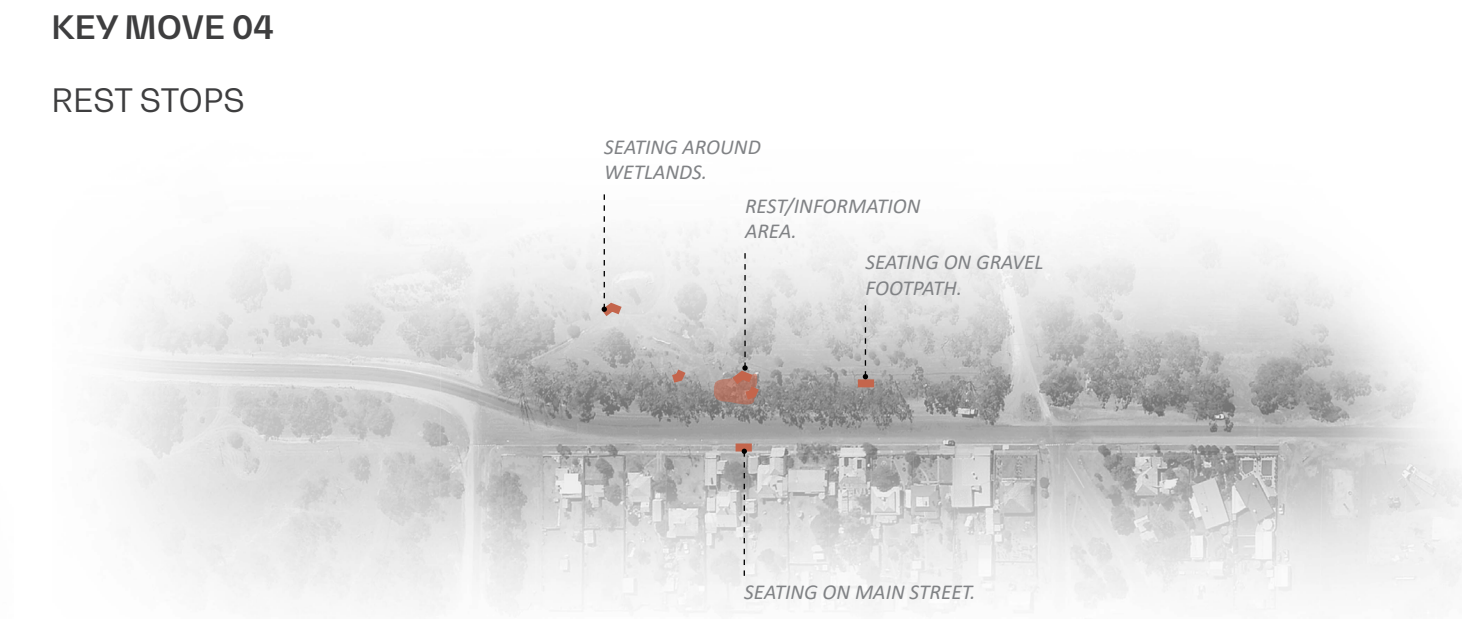 KEY MOVE 04
REST STOPS
SEATING AROUND
WETLANDS.
REST/INFORMATION
AREA.
SEATING ON GRAVEL
FOOTPATH.
SEATING ON MAIN STREET.